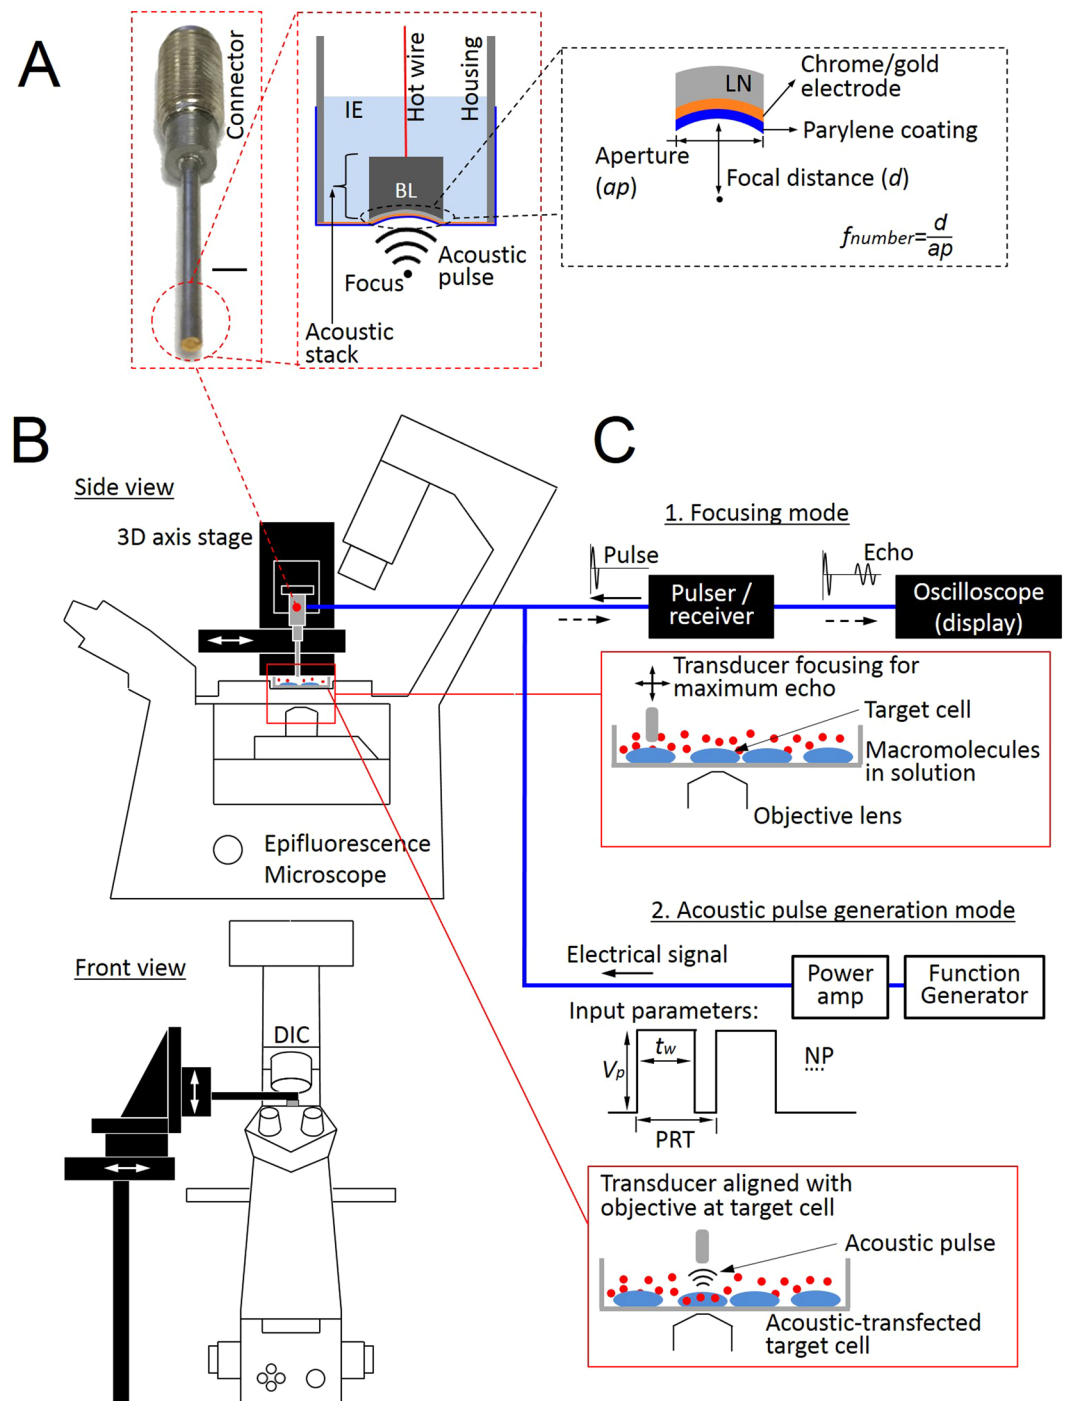 A
Connector
IE
Hot wire
Housing
BL
Acoustic
pulse
Focus
Acoustic
stack
LN
Chrome/gold
electrode
Parylene coating
Aperture
(ap)
Focal distance (d)
fnumber=d/ap
B
Side view
3D axis stage
Epifluorescence
Microscope
Front view
DIC
C
1. Focusing mode
Pulse
Echo
Pulser /
receiver
Oscilloscope
(display)
Transducer focusing for
maximum echo
Target cell
Macromolecules
in solution
Objective lens
2. Acoustic pulse generation mode
Electrical signal
Power
amp
Function
Generator
Input parameters:
Vp
tw
NP
PRT
Transducer aligned with
objective at target cell
Acoustic pulse
Acoustic-transfected
target cell